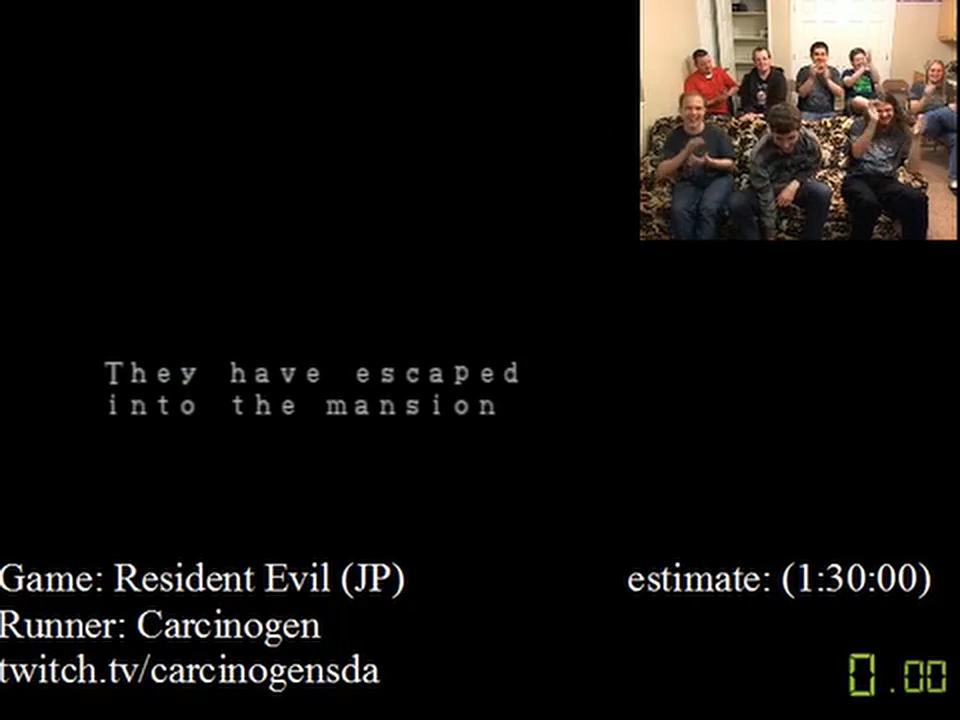 They have escaped
into the mansion
Game: Resident Evil (JP)
estimate: (1:30:00)
Runner: Carcinogen
twitch.tv/carcinogensda
0.00